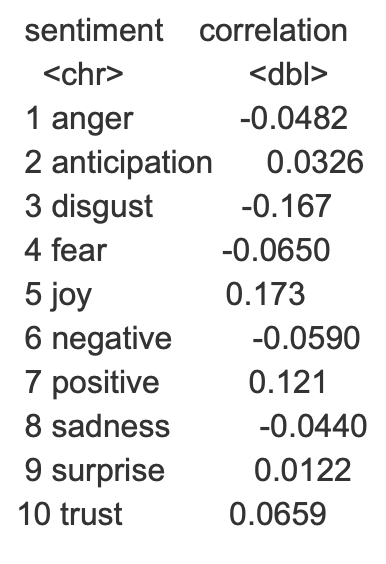 sentiment correlation
<chr> <dbl>
1 anger -0.0482
2 anticipation 0.0326
3 disgust -0.167
4 fear -0.0650
5 joy 0.173
6 negative -0.0590
7 positive 0.121
8 sadness -0.0440
9 surprise 0.0122
10 trust 0.0659